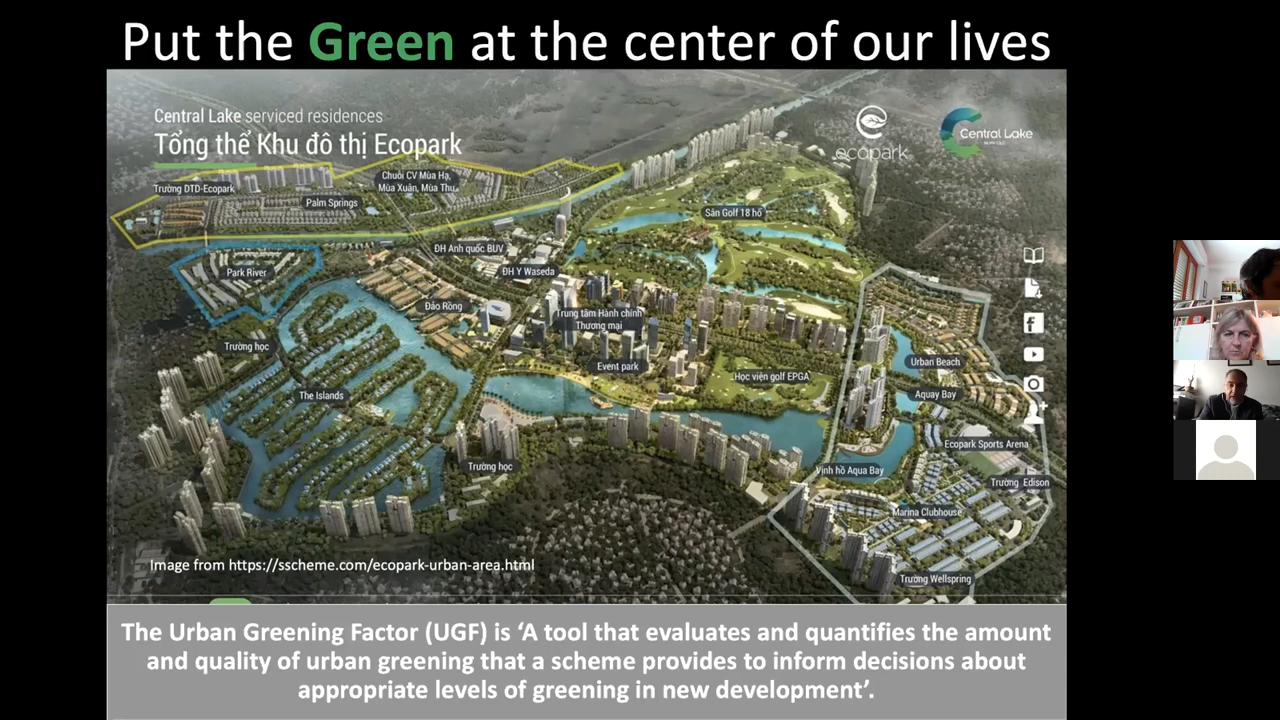 Put the Green at the center of our lives
Central Lake serviced residences
Tổng thể Khu đô thị Ecopark
ecopark
Central Lake
Trường DTD-Ecopark
Chuỗi CV Mùa Hạ,
Mùa Xuân, Mùa Thu
Palm Springs
Sân Golf 18 hố
ĐH Anh quốc BUV
ĐH Y Waseda
Park River
Đảo Rồng
Trung tâm Hành chính
Thương mại
Trường học
Event park
Urban Beach
Học viện golf EPGA
The Islands
Aquay Bay
Ecopark Sports Arena
Trường học
Vịnh hồ Aqua Bay
Trường Edison
Marina Clubhouse
Trường Wellspring
Image from https://sscheme.com/ecopark-urban-area.html
The Urban Greening Factor (UGF) is ‘A tool that evaluates and quantifies the amount
and quality of urban greening that a scheme provides to inform decisions about
appropriate levels of greening in new development’.